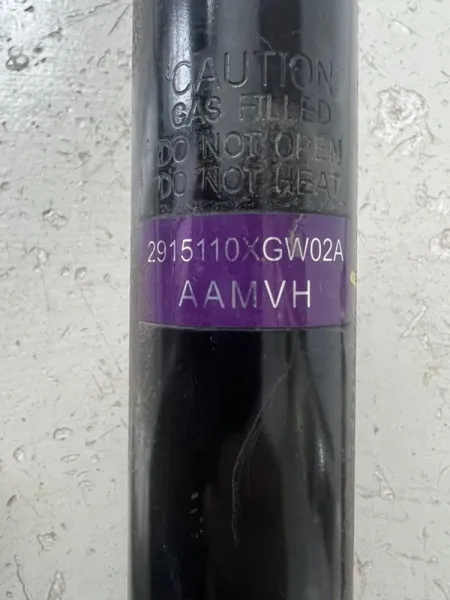 CAUTION
GAS FILLED
DO NOT OPEN
DO NOT HEAT
2915110XGW02A
AAMVH